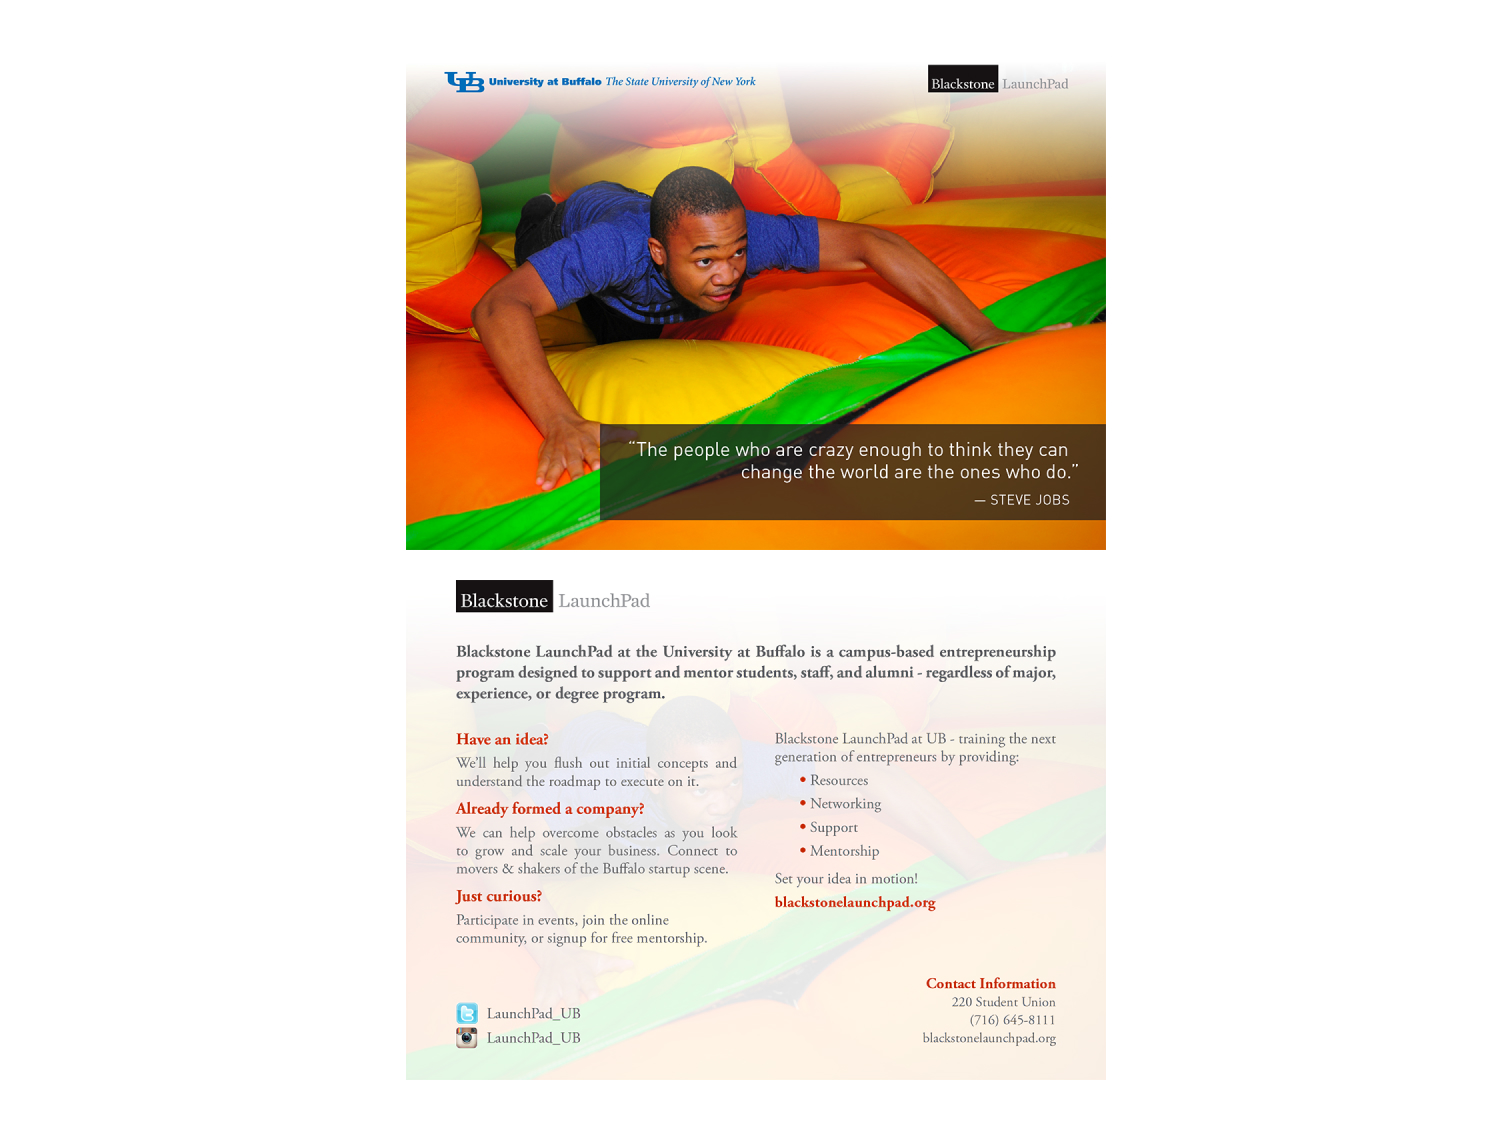 UB University at Buffalo The State University of New York
Blackstone LaunchPad
“The people who are crazy enough to think they can
change the world are the ones who do.”
— STEVE JOBS
Blackstone LaunchPad
Blackstone LaunchPad at the University at Buffalo is a campus-based entrepreneurship
program designed to support and mentor students, staff, and alumni - regardless of major,
experience, or degree program.
Have an idea?
We'll help you flush out initial concepts and
understand the roadmap to execute on it.
Already formed a company?
We can help overcome obstacles as you look
to grow and scale your business. Connect to
movers & shakers of the Buffalo startup scene.
Just curious?
Participate in events, join the online
community, or signup for free mentorship.
Blackstone LaunchPad at UB - training the next
generation of entrepreneurs by providing:
• Resources
• Networking
• Support
• Mentorship
Set your idea in motion!
blackstonelaunchpad.org
LaunchPad_UB
LaunchPad_UB
Contact Information
220 Student Union
(716) 645-8111
blackstonelaunchpad.org